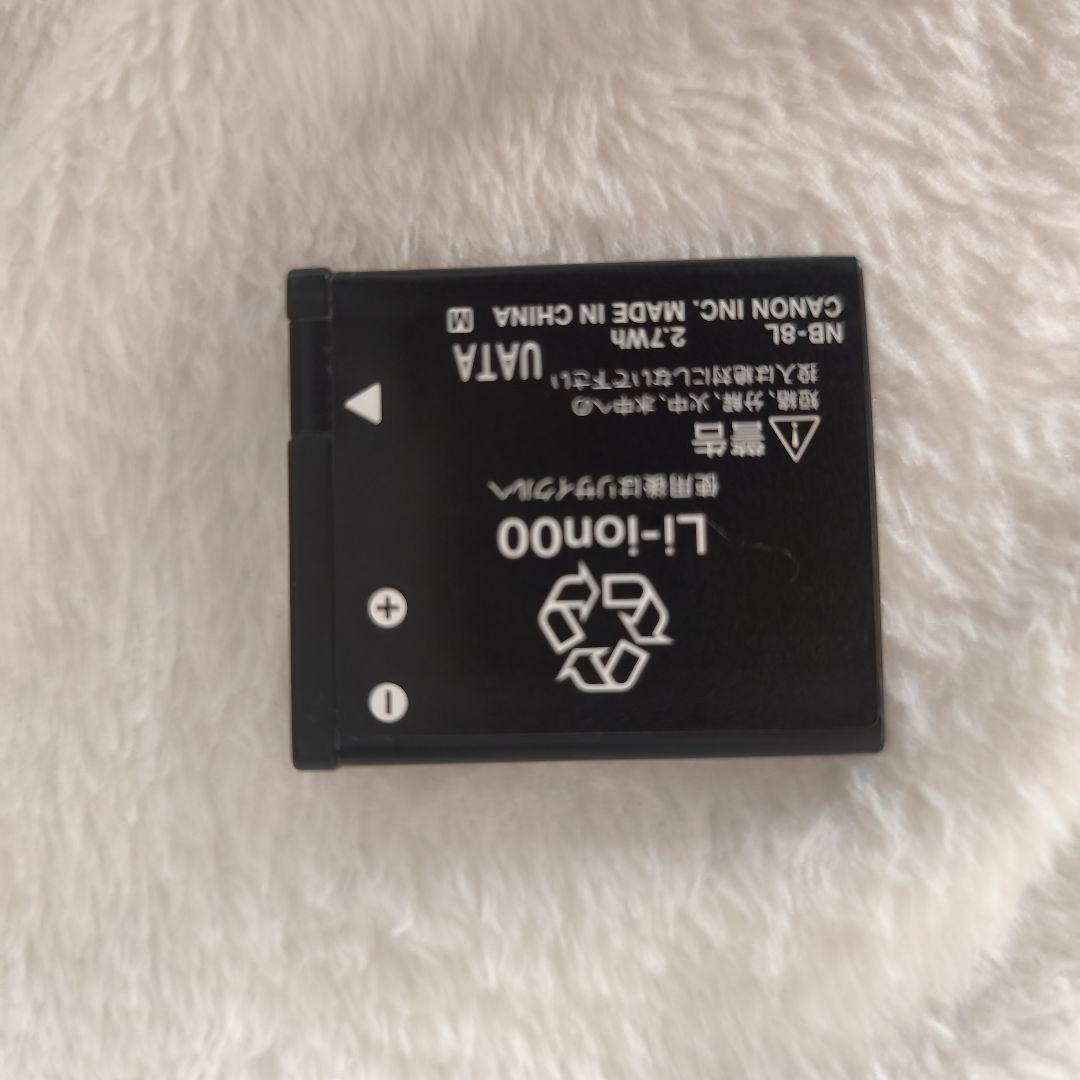 Li-ion00
使用後はリサイクルへ
警告
短絡、分解、火中、水中への
投入は絶対にしないで下さい。
UATA
NB-8L 2.7Wh
CANON INC. MADE IN CHINA M